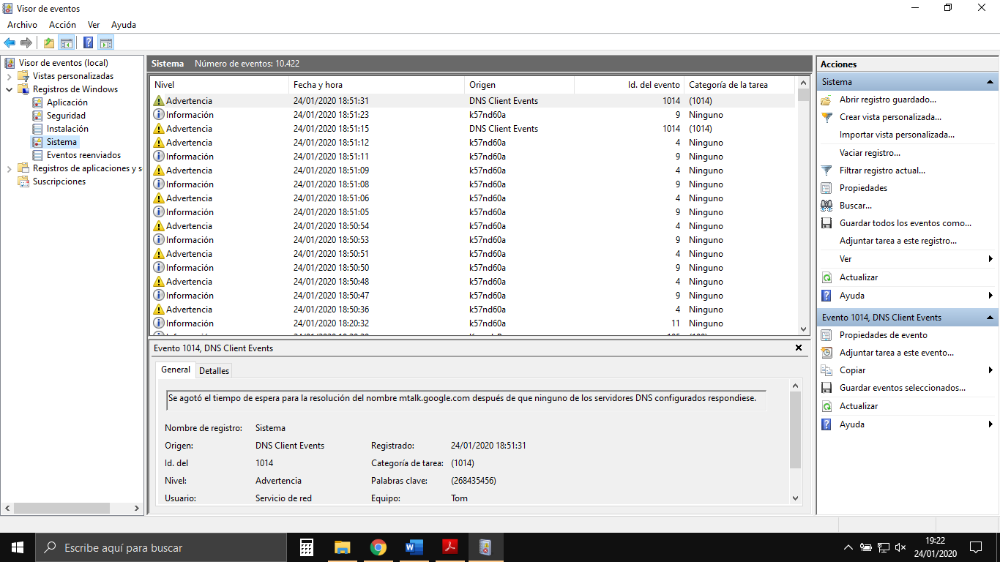 Visor de eventos
Archivo Acción Ver Ayuda
Visor de eventos (local)
Vistas personalizadas
Registros de Windows
Aplicación
Seguridad
Instalación
Sistema
Eventos reenviados
Registros de aplicaciones y s
Suscripciones
Sistema Número de eventos: 10.422
Nivel Fecha y hora Origen Id. del evento Categoría de la tarea
Advertencia 24/01/2020 18:51:31 DNS Client Events 1014 (1014)
Información 24/01/2020 18:51:23 k57nd60a 9 Ninguno
Advertencia 24/01/2020 18:51:15 DNS Client Events 1014 (1014)
Advertencia 24/01/2020 18:51:12 k57nd60a 4 Ninguno
Información 24/01/2020 18:51:11 k57nd60a 9 Ninguno
Advertencia 24/01/2020 18:51:09 k57nd60a 4 Ninguno
Información 24/01/2020 18:51:08 k57nd60a 9 Ninguno
Advertencia 24/01/2020 18:51:06 k57nd60a 4 Ninguno
Información 24/01/2020 18:51:05 k57nd60a 9 Ninguno
Advertencia 24/01/2020 18:50:54 k57nd60a 4 Ninguno
Información 24/01/2020 18:50:53 k57nd60a 9 Ninguno
Advertencia 24/01/2020 18:50:51 k57nd60a 4 Ninguno
Información 24/01/2020 18:50:50 k57nd60a 9 Ninguno
Advertencia 24/01/2020 18:50:48 k57nd60a 4 Ninguno
Información 24/01/2020 18:50:47 k57nd60a 9 Ninguno
Advertencia 24/01/2020 18:50:36 k57nd60a 4 Ninguno
Información 24/01/2020 18:20:32 k57nd60a 11 Ninguno
Evento 1014, DNS Client Events
General Detalles
Se agotó el tiempo de espera para la resolución del nombre mtalk.google.com después de que ninguno de los servidores DNS configurados respondiese.
Nombre de registro: Sistema
Origen: DNS Client Events Registrado: 24/01/2020 18:51:31
Id. del 1014 Categoría de tarea: (1014)
Nivel: Advertencia Palabras clave: (268435456)
Usuario: Servicio de red Equipo: Tom
Acciones
Sistema
Abrir registro guardado...
Crear vista personalizada...
Importar vista personalizada...
Vaciar registro...
Filtrar registro actual...
Propiedades
Buscar...
Guardar todos los eventos como...
Adjuntar tarea a este registro...
Ver
Actualizar
Ayuda
Evento 1014, DNS Client Events
Propiedades de evento
Adjuntar tarea a este evento...
Copiar
Guardar eventos seleccionados...
Actualizar
Ayuda
Escribe aquí para buscar
19:22
24/01/2020